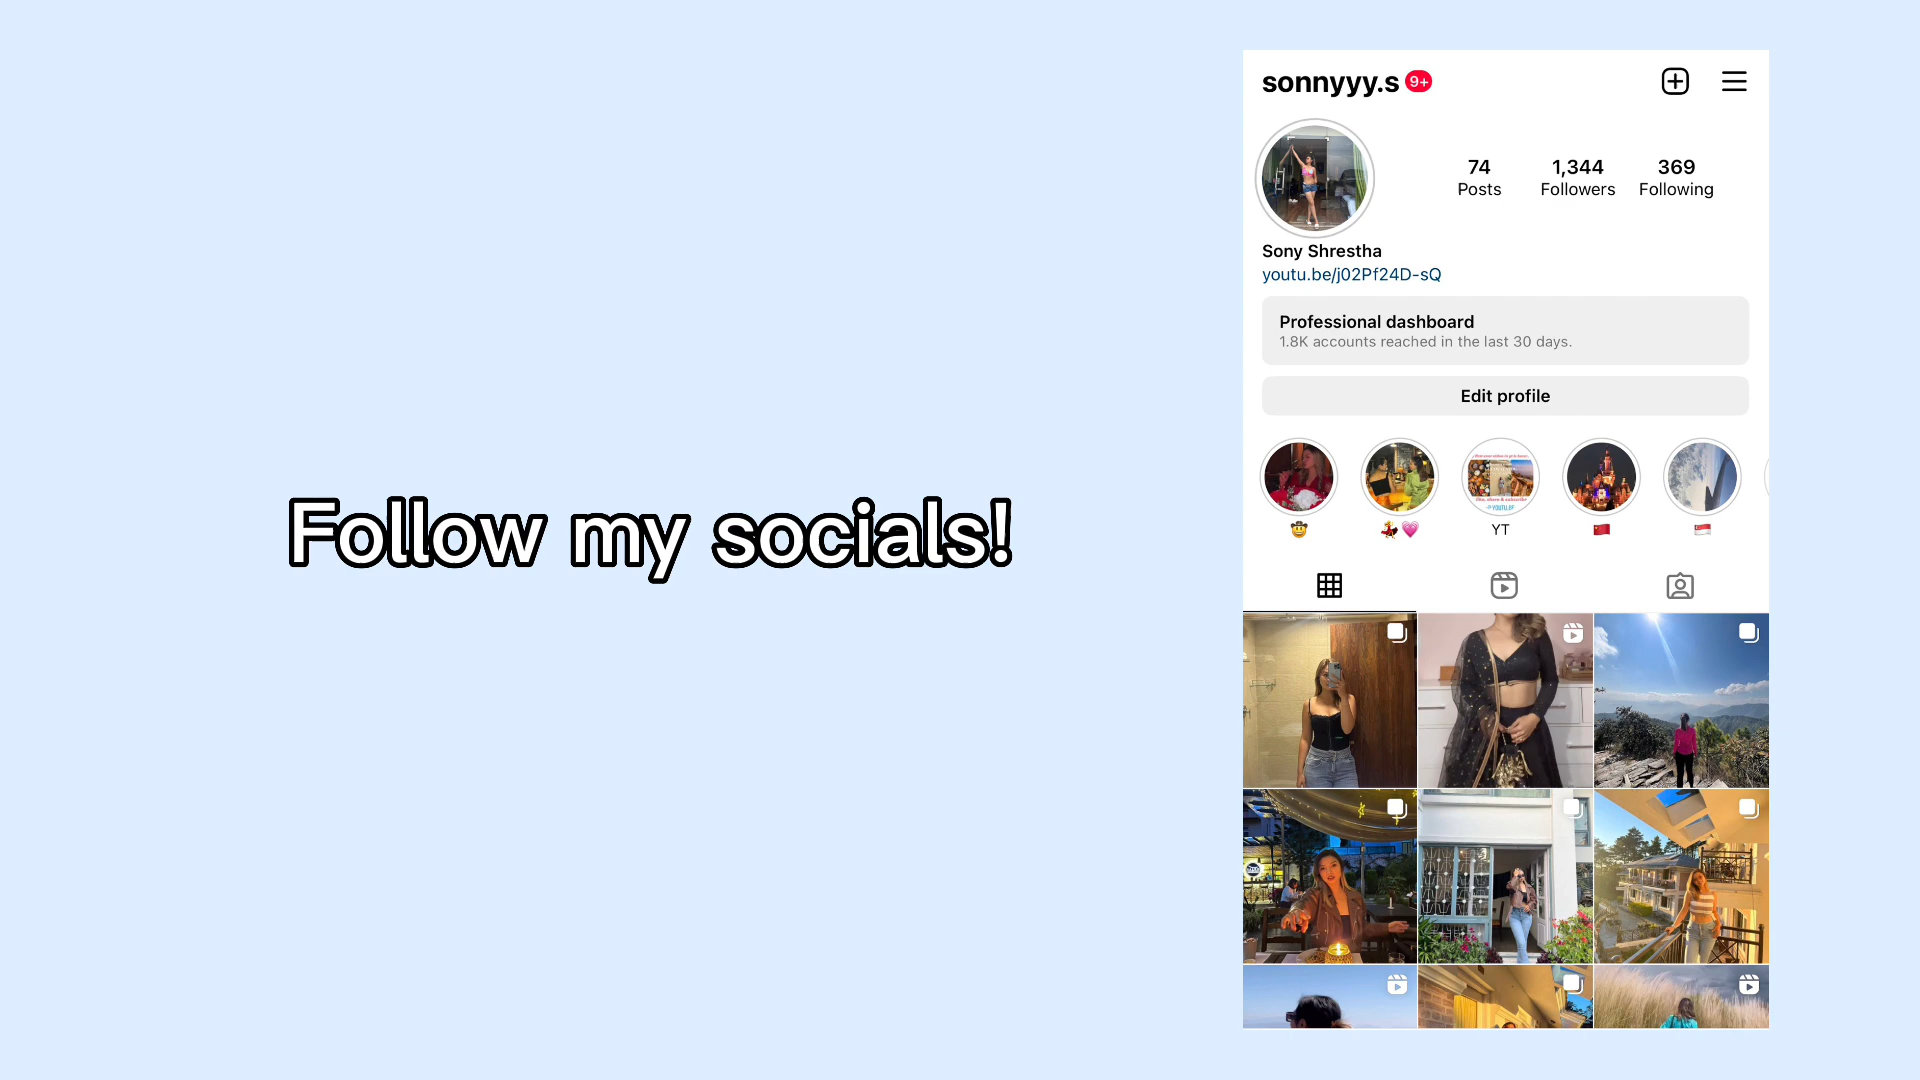 Follow my socials!
sonnyyy.s 9+
74 1,344 369
Posts Followers Following
Sony Shrestha
youtu.be/j02Pf24D-sQ
Professional dashboard
1.8K accounts reached in the last 30 days.
Edit profile
YT